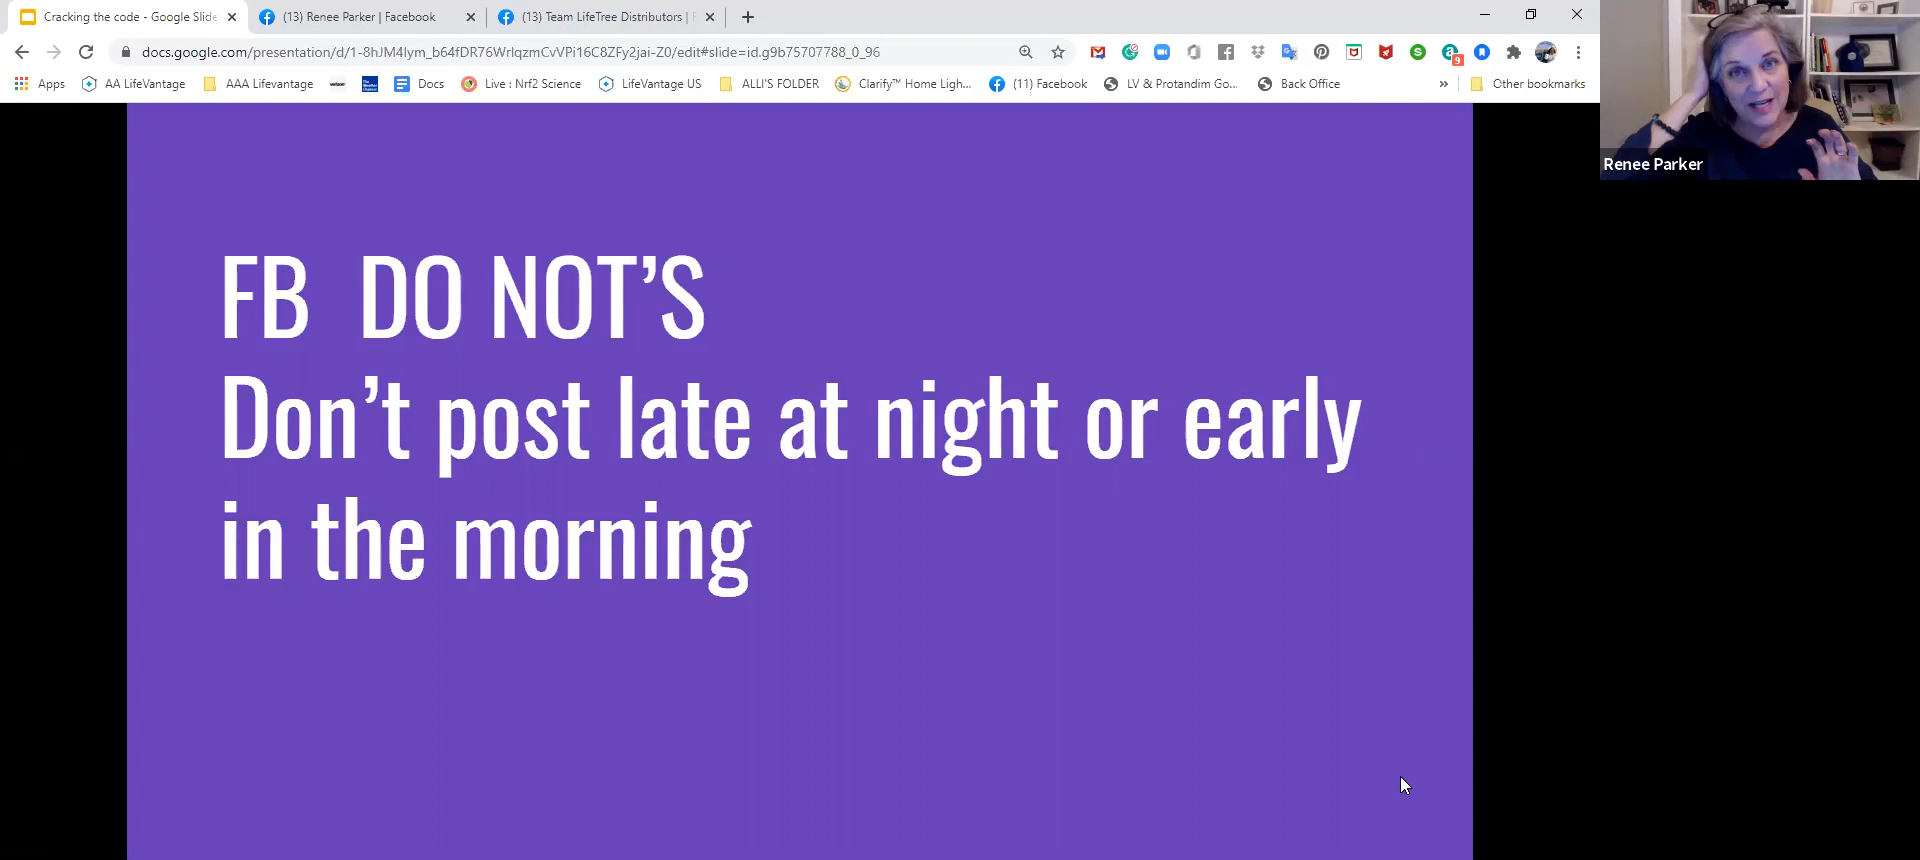 Cracking the code - Google Slide
(13) Renee Parker | Facebook
(13) Team LifeTree Distributors |
docs.google.com/presentation/d/1-8hJM4lym_b64fDR76WrlqzmCvVPi16C8ZFy2jai-Z0/edit#slide=id.g9b75707788_0_96
9
Apps
AA LifeVantage
AAA Lifevantage
Docs
Live : Nrf2 Science
LifeVantage US
ALLI'S FOLDER
Clarify™ Home Ligh...
(11) Facebook
LV & Protandim Go...
Back Office
»
Other bookmarks
Renee Parker
FB DO NOT’S
Don’t post late at night or early
in the morning